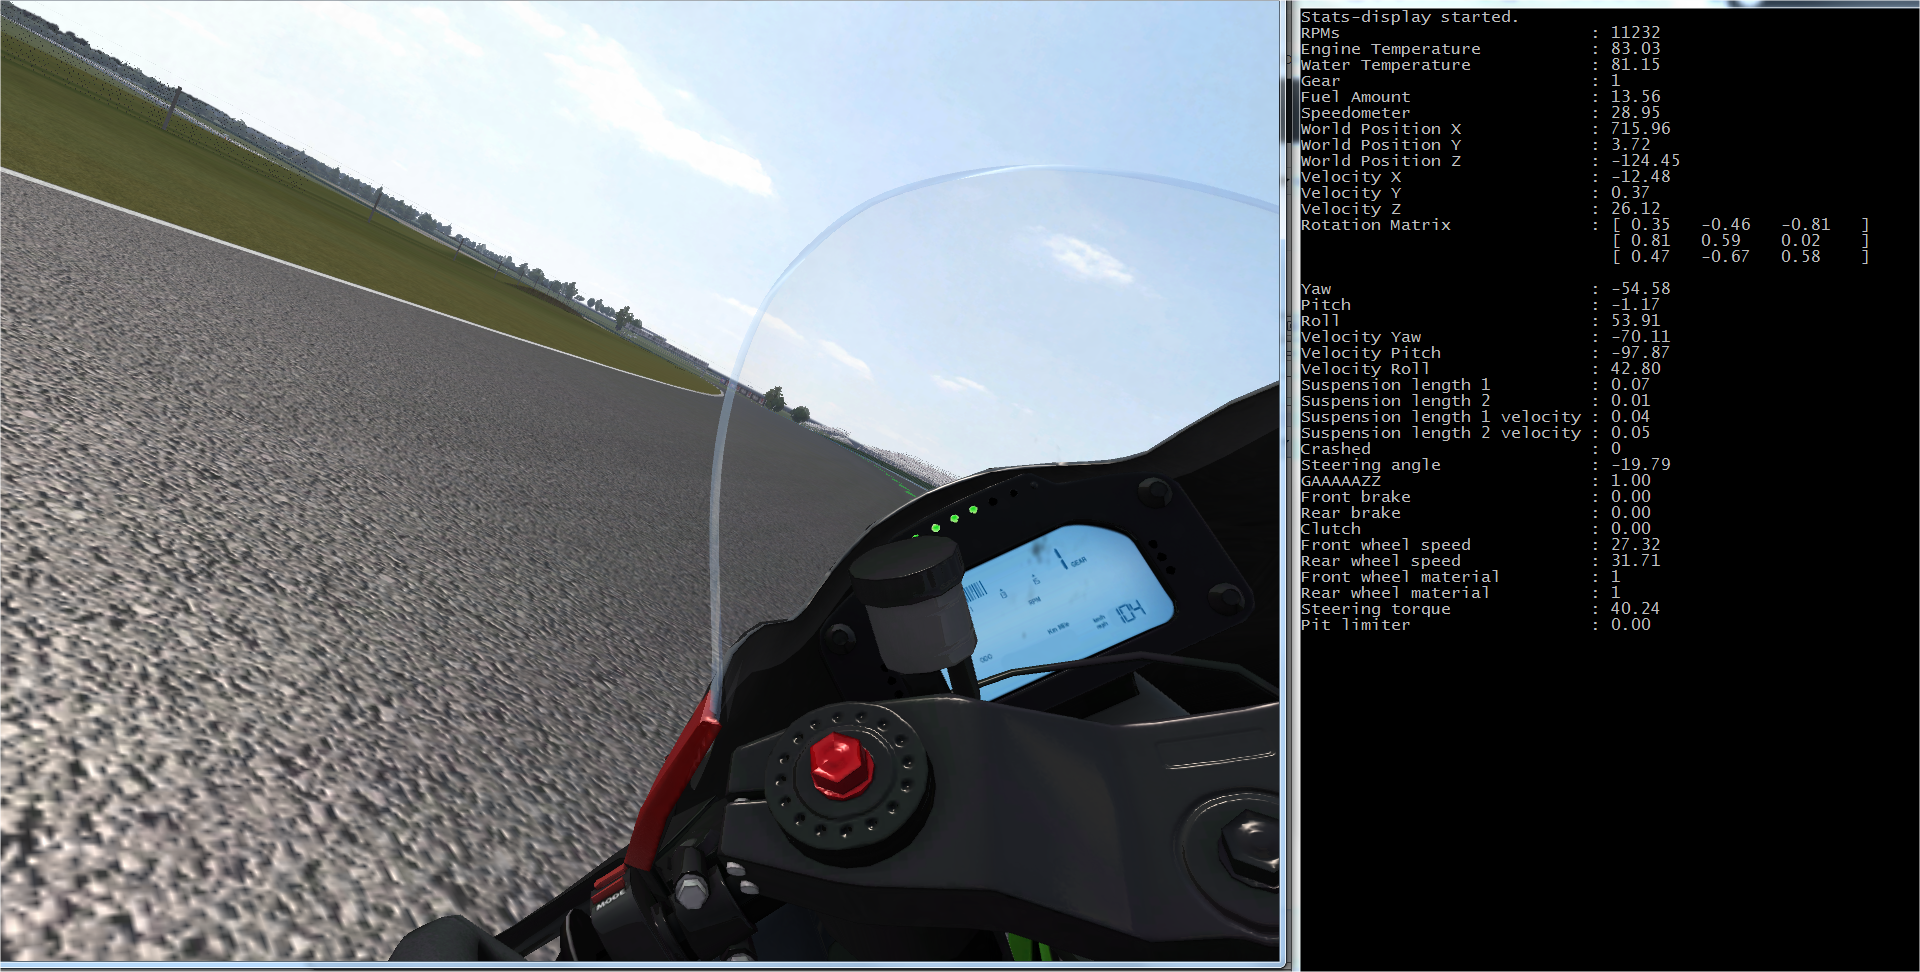 Stats-display started.
RPMs : 11232
Engine Temperature : 83.03
Water Temperature : 81.15
Gear : 1
Fuel Amount : 13.56
Speedometer : 28.95
World Position X : 715.96
World Position Y : 3.72
World Position Z : -124.45
Velocity X : -12.48
Velocity Y : 0.37
Velocity Z : 26.12
Rotation Matrix : [ 0.35 -0.46 -0.81 ]
[ 0.81 0.59 0.02 ]
[ 0.47 -0.67 0.58 ]
Yaw : -54.58
Pitch : -1.17
Roll : 53.91
Velocity Yaw : -70.11
Velocity Pitch : -97.87
Velocity Roll : 42.80
Suspension length 1 : 0.07
Suspension length 2 : 0.01
Suspension length 1 velocity : 0.04
Suspension length 2 velocity : 0.05
Crashed : 0
Steering angle : -19.79
GAAAAAZZ : 1.00
Front brake : 0.00
Rear brake : 0.00
Clutch : 0.00
Front wheel speed : 27.32
Rear wheel speed : 31.71
Front wheel material : 1
Rear wheel material : 1
Steering torque : 40.24
Pit limiter : 0.00
1 GEAR
13 15
RPM
104
ODO
MODE